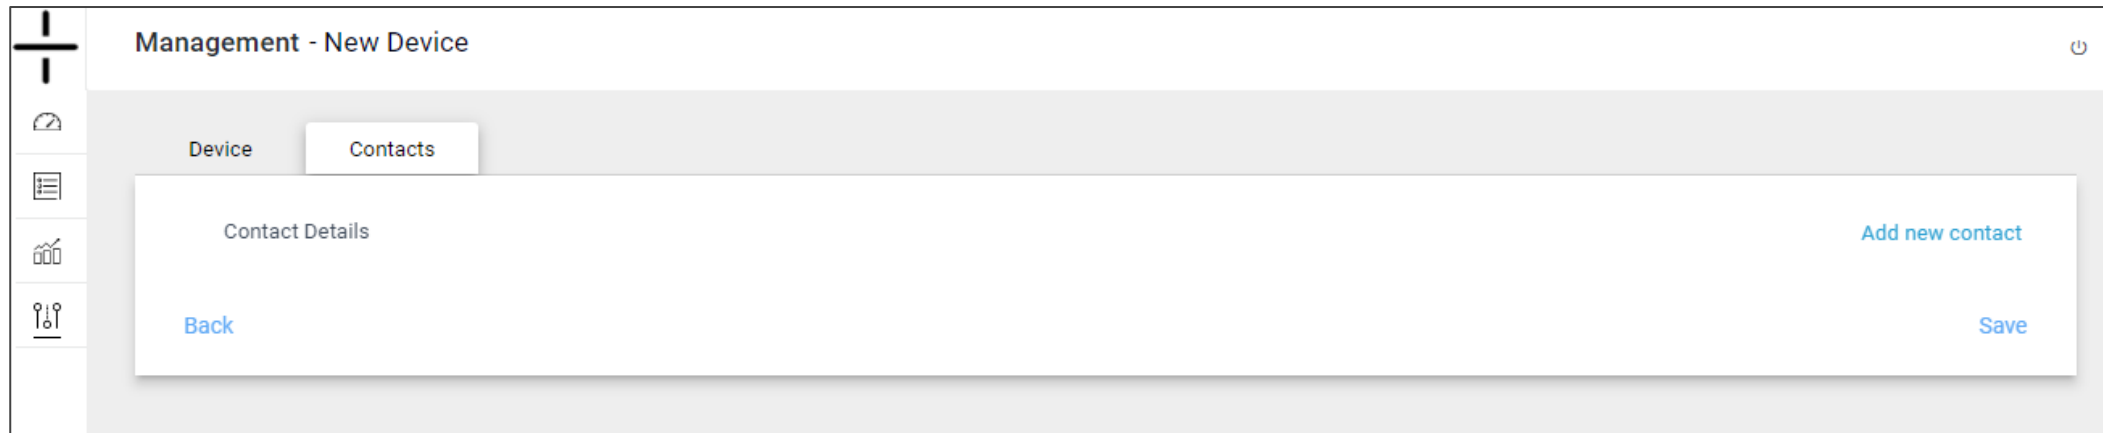 Management - New Device
Device Contacts
Contact Details Add new contact
Back Save